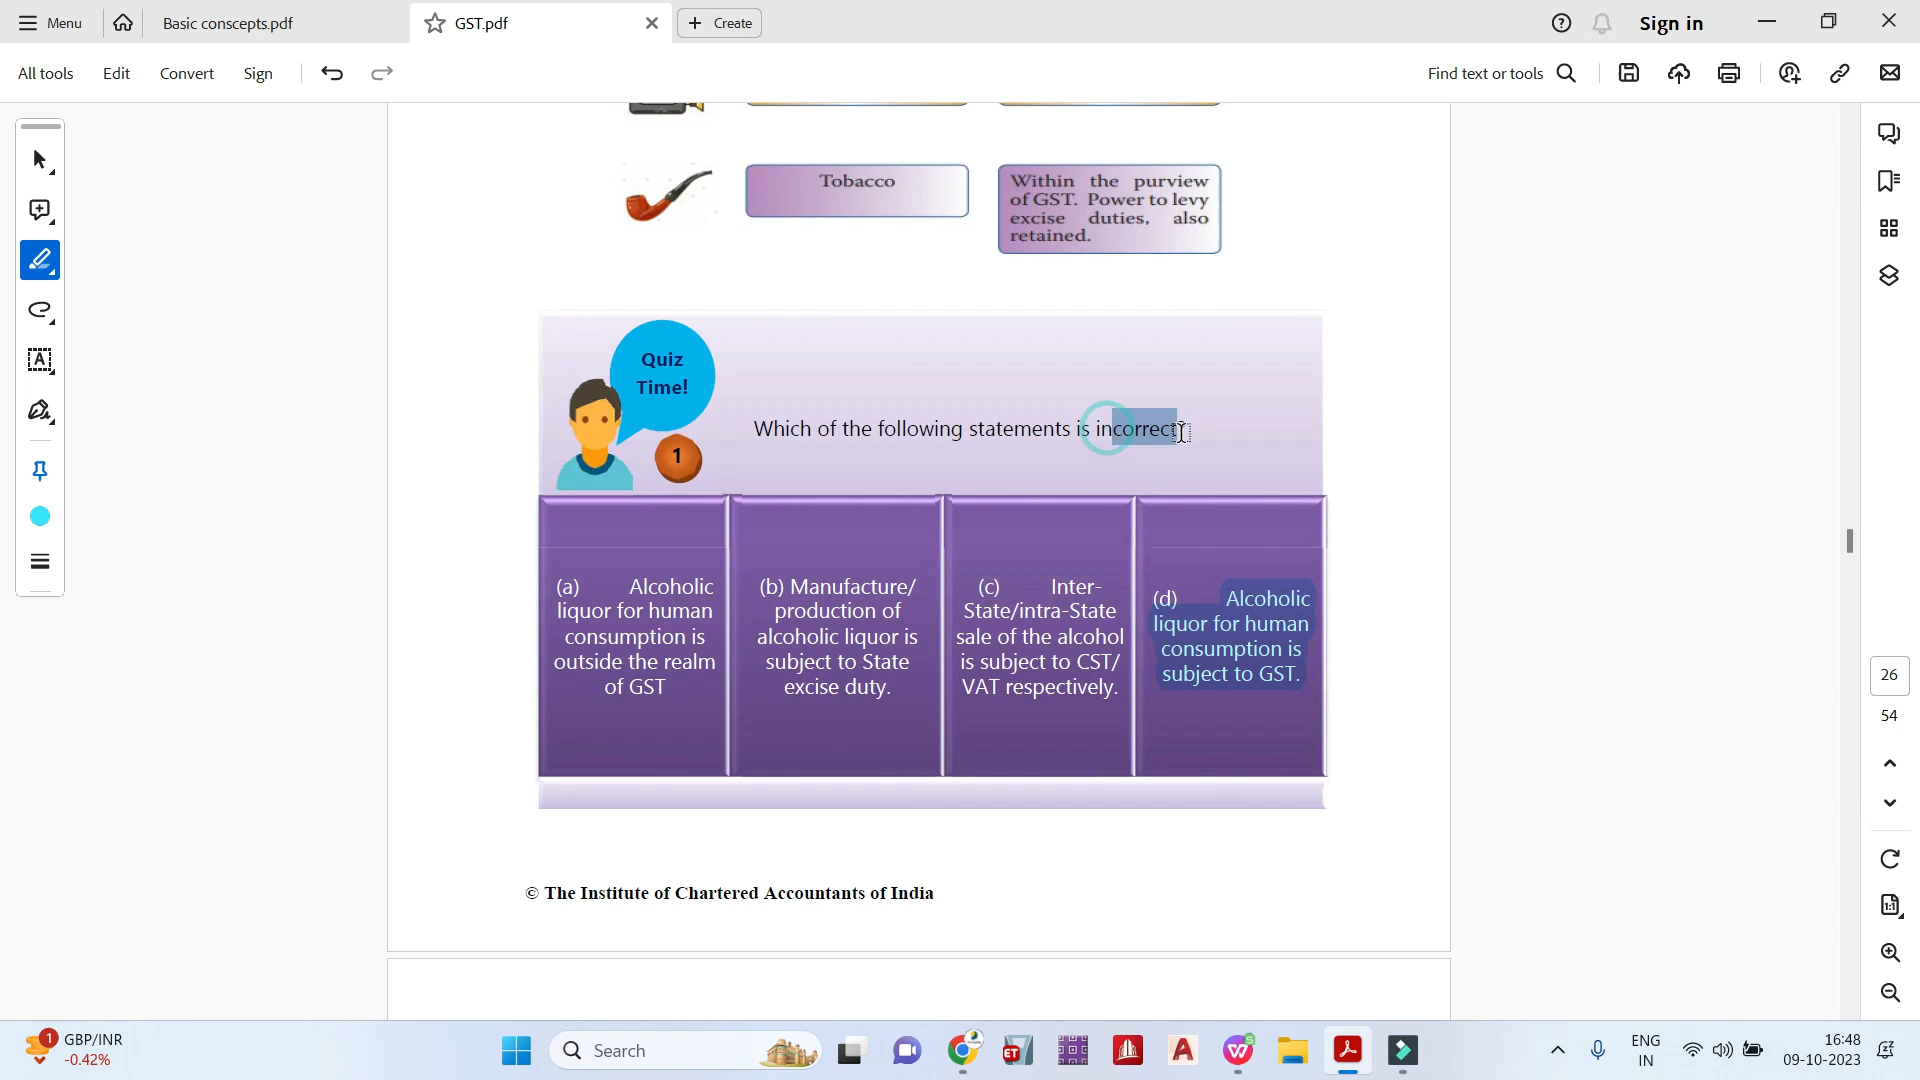 Menu
Basic conscepts.pdf
GST.pdf
Create
Sign in
All tools
Edit
Convert
Sign
Find text or tools
Tobacco
Within the purview
of GST. Power to levy
excise duties, also
retained.
Quiz
Time!
1
Which of the following statements is incorrect
(a) Alcoholic
liquor for human
consumption is
outside the realm
of GST
(b) Manufacture/
production of
alcoholic liquor is
subject to State
excise duty.
(c) Inter-
State/intra-State
sale of the alcohol
is subject to CST/
VAT respectively.
(d) Alcoholic
liquor for human
consumption is
subject to GST.
© The Institute of Chartered Accountants of India
26
54
1:1
1
GBP/INR
-0.42%
Search
ET
ENG
IN
16:48
09-10-2023